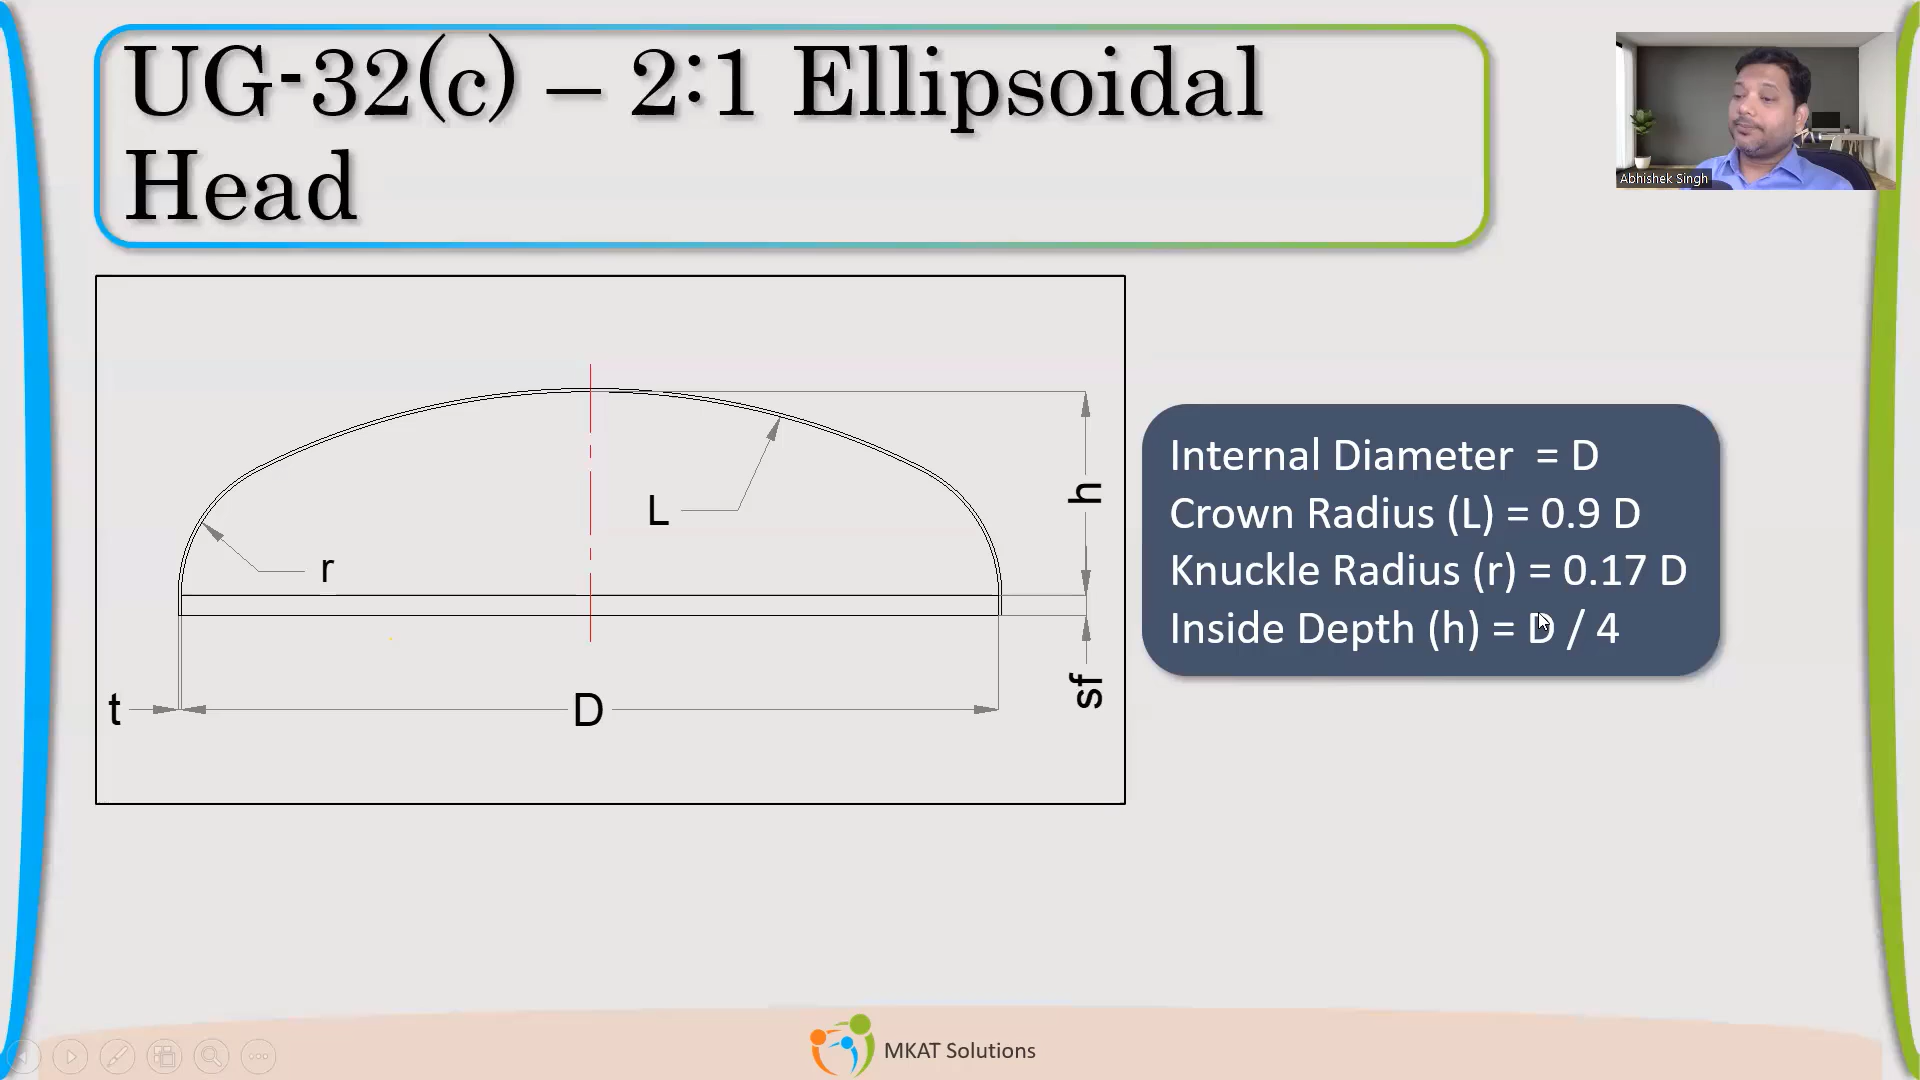 UG-32(c) – 2:1 Ellipsoidal
Head
Abhishek Singh
L
h
r
sf
t
D
Internal Diameter = D
Crown Radius (L) = 0.9 D
Knuckle Radius (r) = 0.17 D
Inside Depth (h) = D / 4
MKAT Solutions